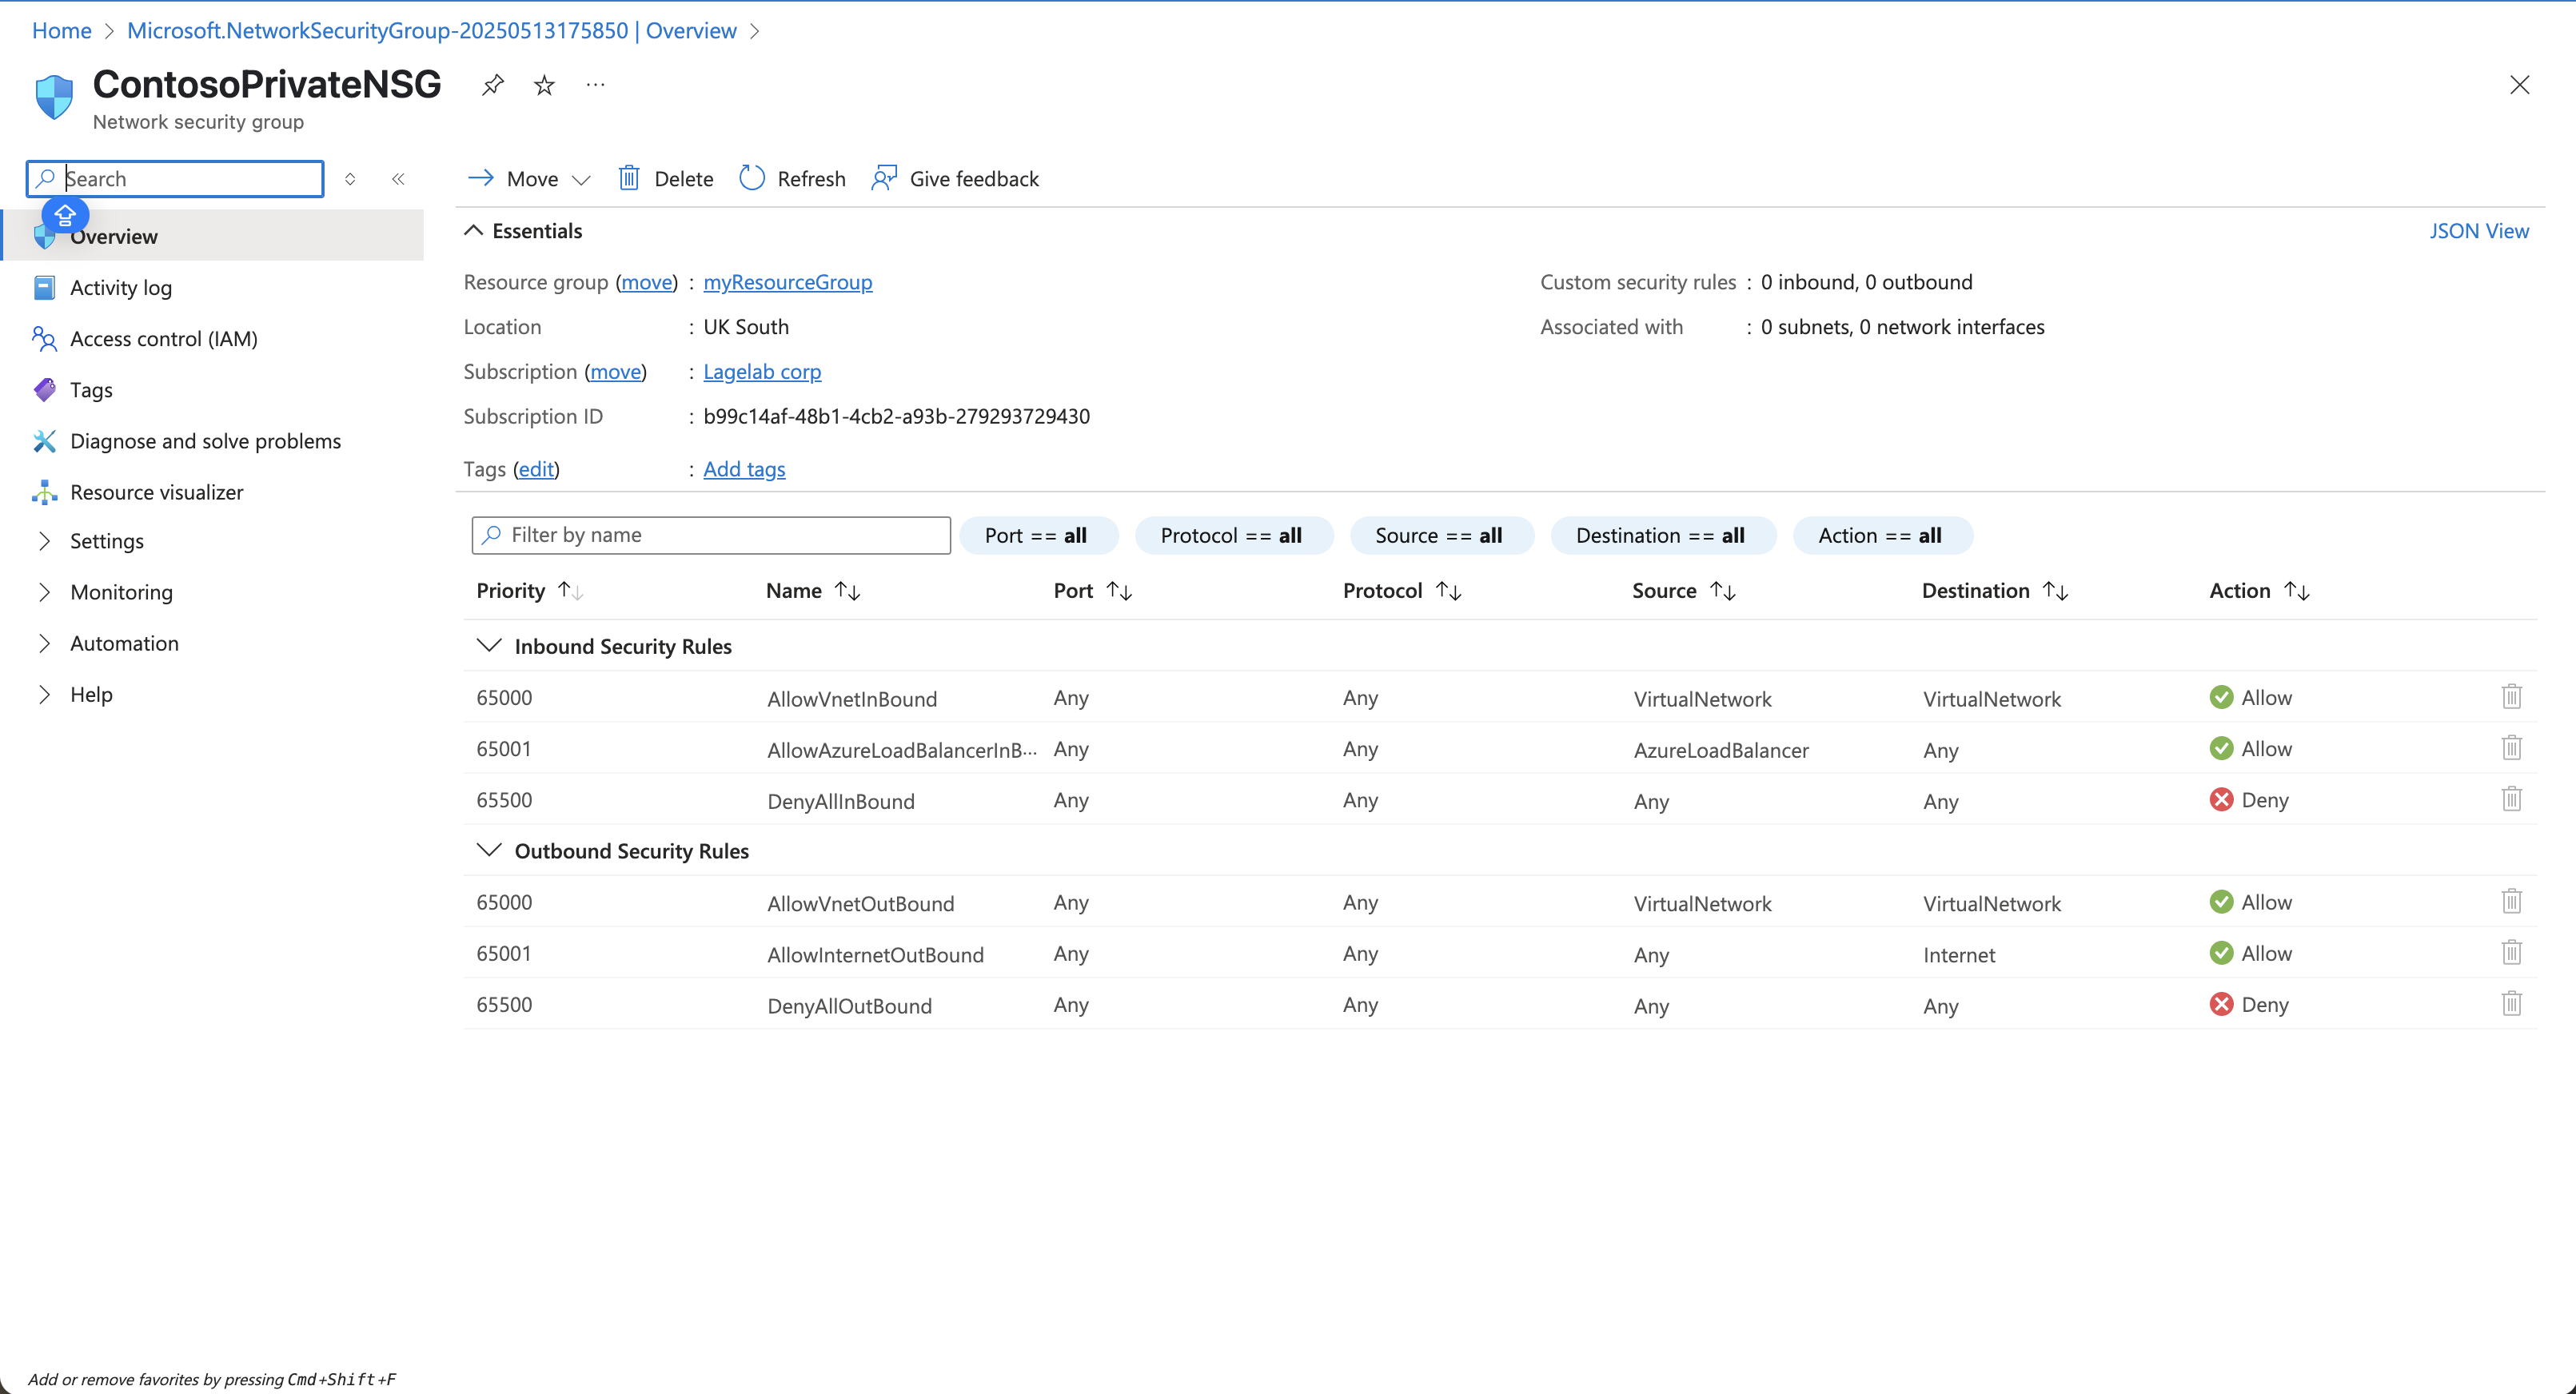 Home > Microsoft.NetworkSecurityGroup-20250513175850 | Overview >
ContosoPrivateNSG
Network security group
Search
Overview
Activity log
Access control (IAM)
Tags
Diagnose and solve problems
Resource visualizer
Settings
Monitoring
Automation
Help
Add or remove favorites by pressing Cmd+Shift+F
Move Delete Refresh Give feedback
Essentials JSON View
Resource group (move) : myResourceGroup
Location : UK South
Subscription (move) : Lagelab corp
Subscription ID : b99c14af-48b1-4cb2-a93b-279293729430
Tags (edit) : Add tags
Custom security rules : 0 inbound, 0 outbound
Associated with : 0 subnets, 0 network interfaces
Filter by name Port == all Protocol == all Source == all Destination == all Action == all
Priority Name Port Protocol Source Destination Action
Inbound Security Rules
65000 AllowVnetInBound Any Any VirtualNetwork VirtualNetwork Allow
65001 AllowAzureLoadBalancerInB... Any Any AzureLoadBalancer Any Allow
65500 DenyAllInBound Any Any Any Any Deny
Outbound Security Rules
65000 AllowVnetOutBound Any Any VirtualNetwork VirtualNetwork Allow
65001 AllowInternetOutBound Any Any Any Internet Allow
65500 DenyAllOutBound Any Any Any Any Deny